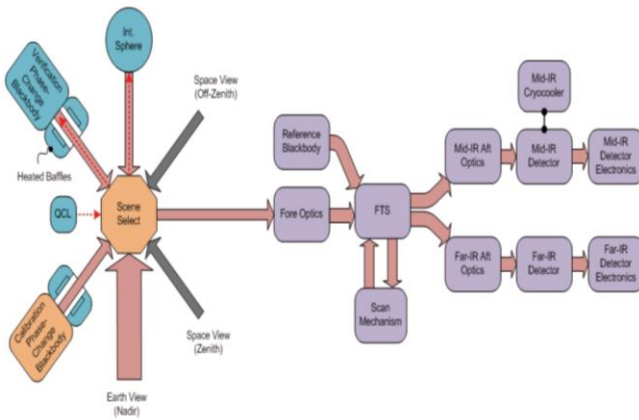 Int.
Sphere
Verification
Phase-
Change
Blackbody
Heated Baffles
Space View
(Off-Zenith)
QCL
Scene
Select
Calibration
Phase-
Change
Blackbody
Earth View
(Nadir)
Space View
(Zenith)
Reference
Blackbody
Fore Optics
FTS
Scan
Mechanism
Mid-IR
Cryocooler
Mid-IR Aft
Optics
Mid-IR
Detector
Mid-IR
Detector
Electronics
Far-IR Aft
Optics
Far-IR
Detector
Far-IR
Detector
Electronics